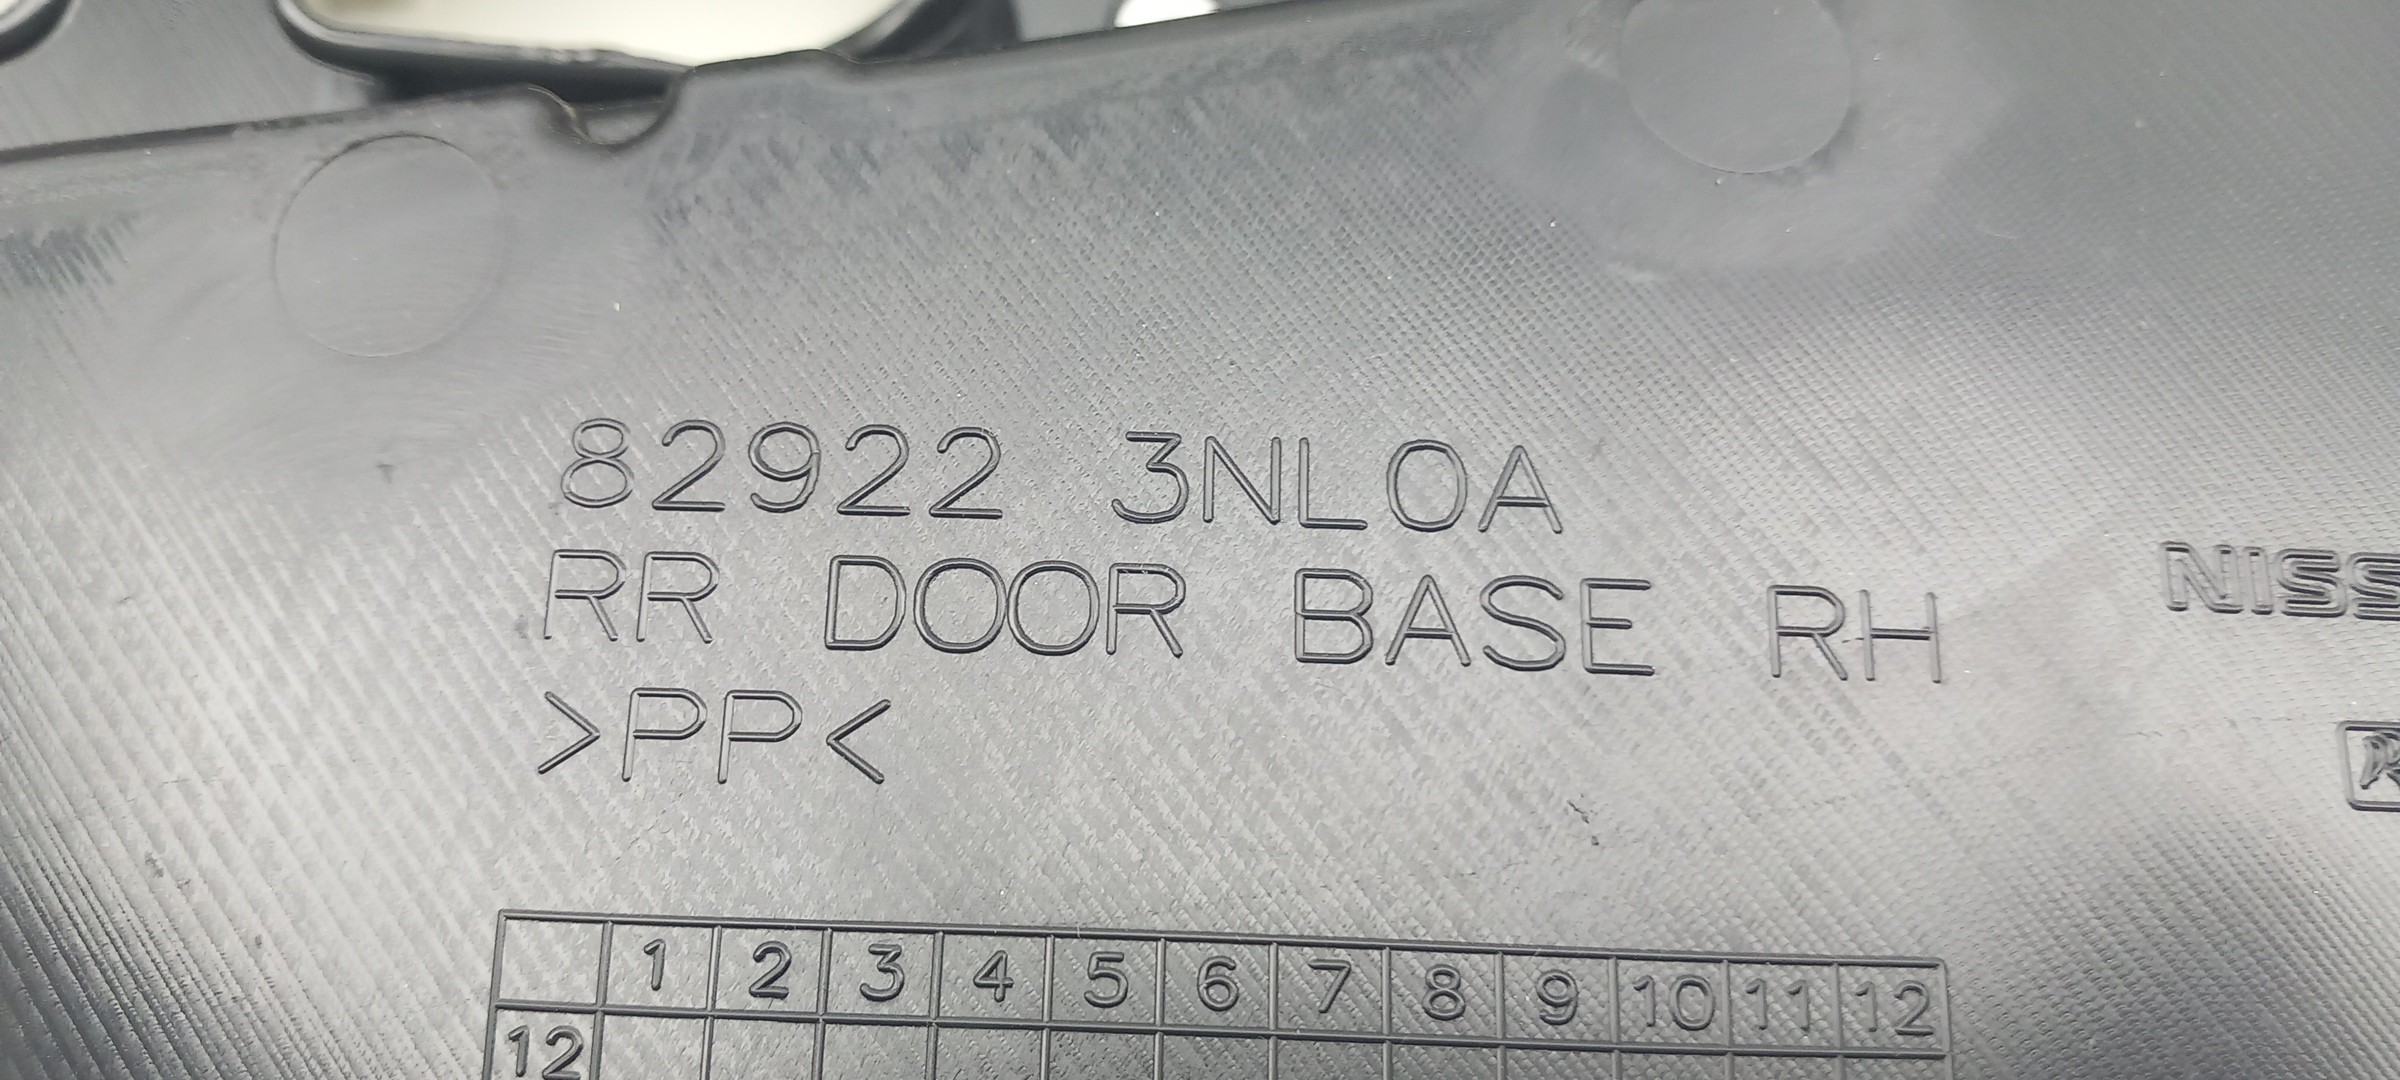 82922 3NL0A
RR DOOR BASE RH
>PP<
NISS
1 2 3 4 5 6 7 8 9 10 11 12
12